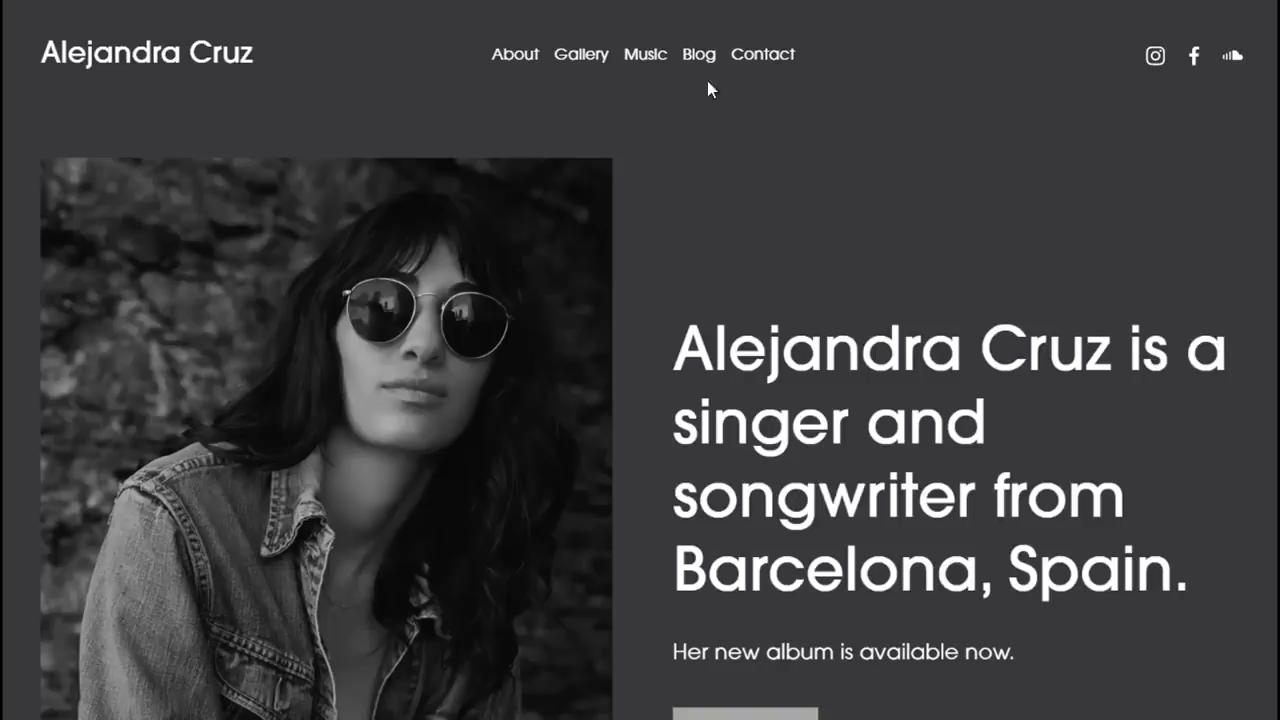 Alejandra Cruz
About Gallery Music Blog Contact
Alejandra Cruz is a
singer and
songwriter from
Barcelona, Spain.
Her new album is available now.